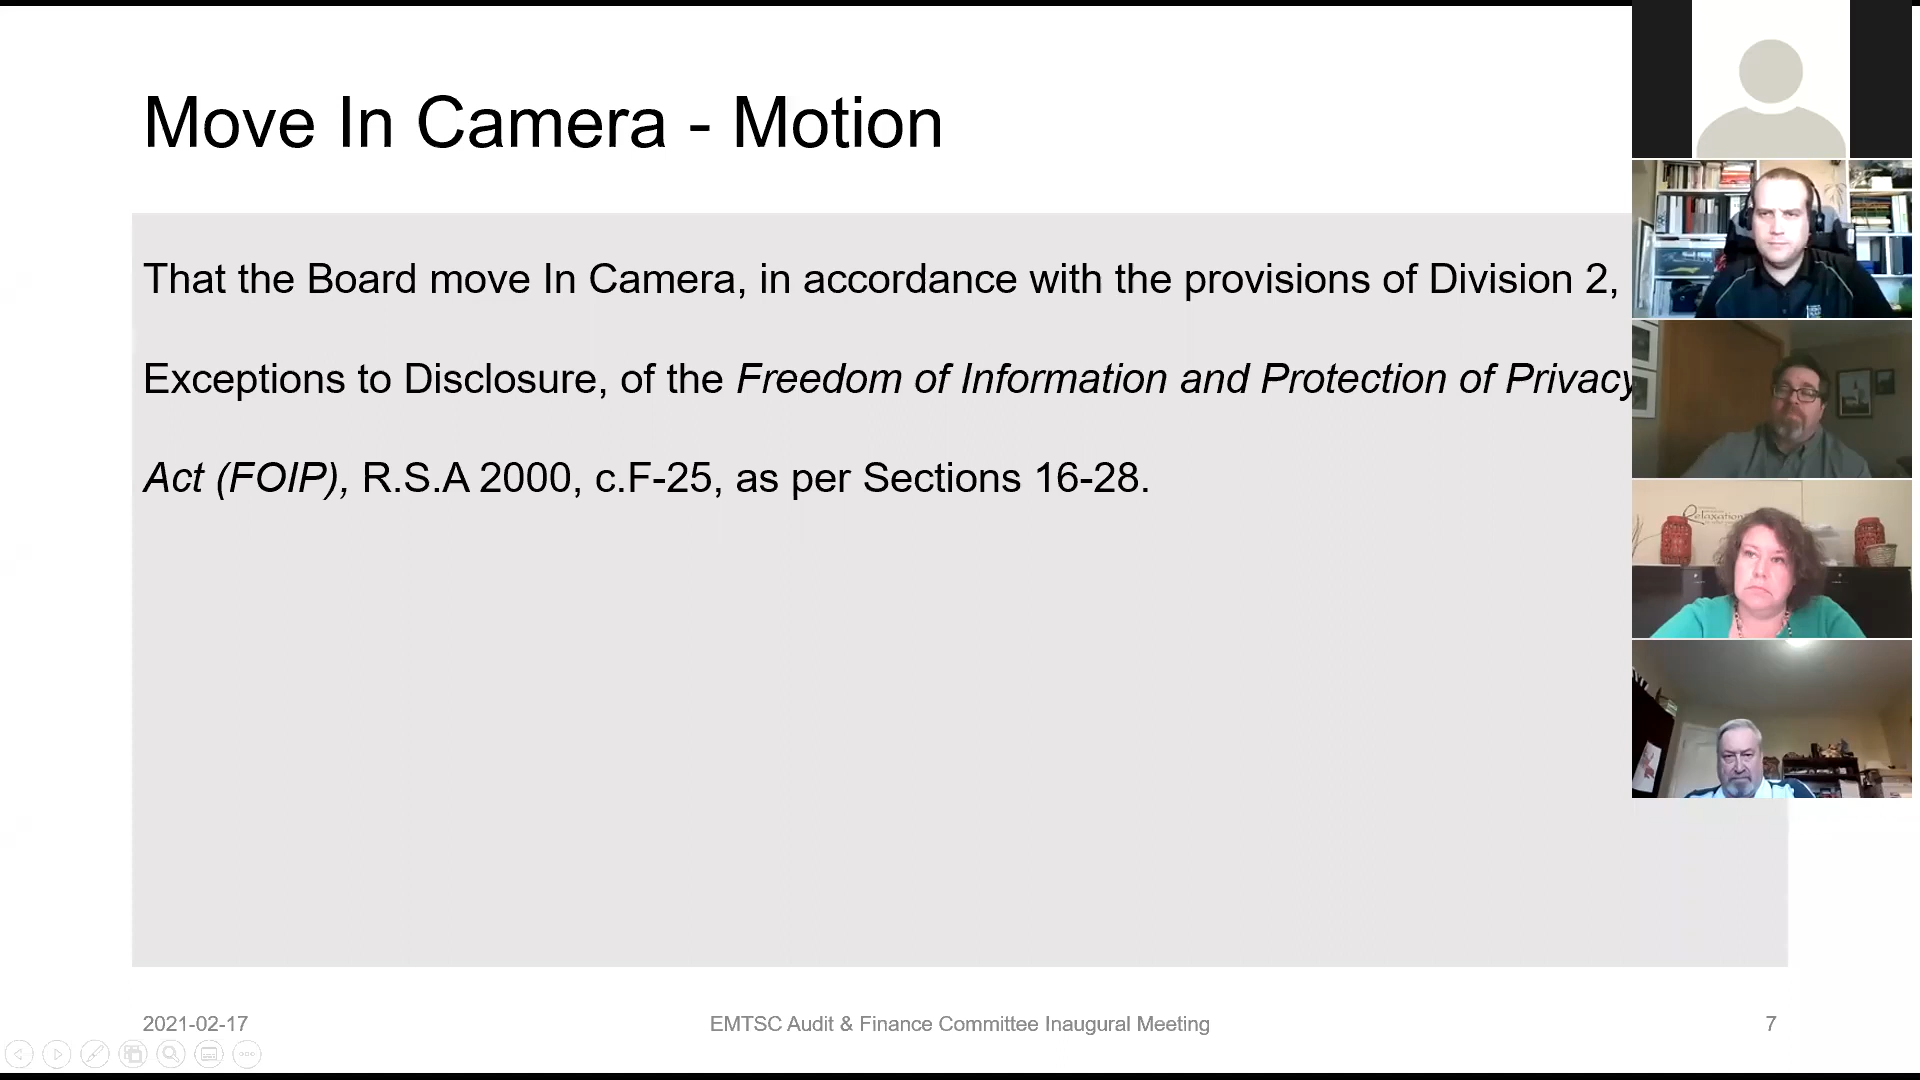 Move In Camera - Motion
That the Board move In Camera, in accordance with the provisions of Division 2,
Exceptions to Disclosure, of the Freedom of Information and Protection of Privacy
Act (FOIP), R.S.A 2000, c.F-25, as per Sections 16-28.
Relaxation
2021-02-17
EMTSC Audit & Finance Committee Inaugural Meeting
7